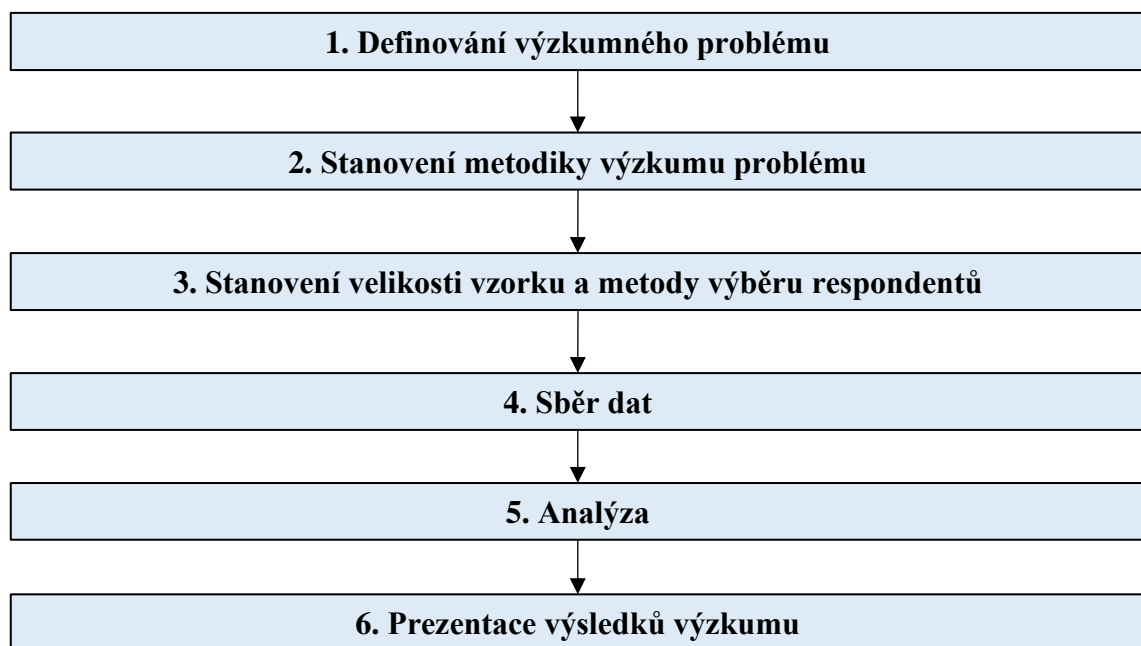 1. Definování výzkumného problému
2. Stanovení metodiky výzkumu problému
3. Stanovení velikosti vzorku a metody výběru respondentů
4. Sběr dat
5. Analýza
6. Prezentace výsledků výzkumu